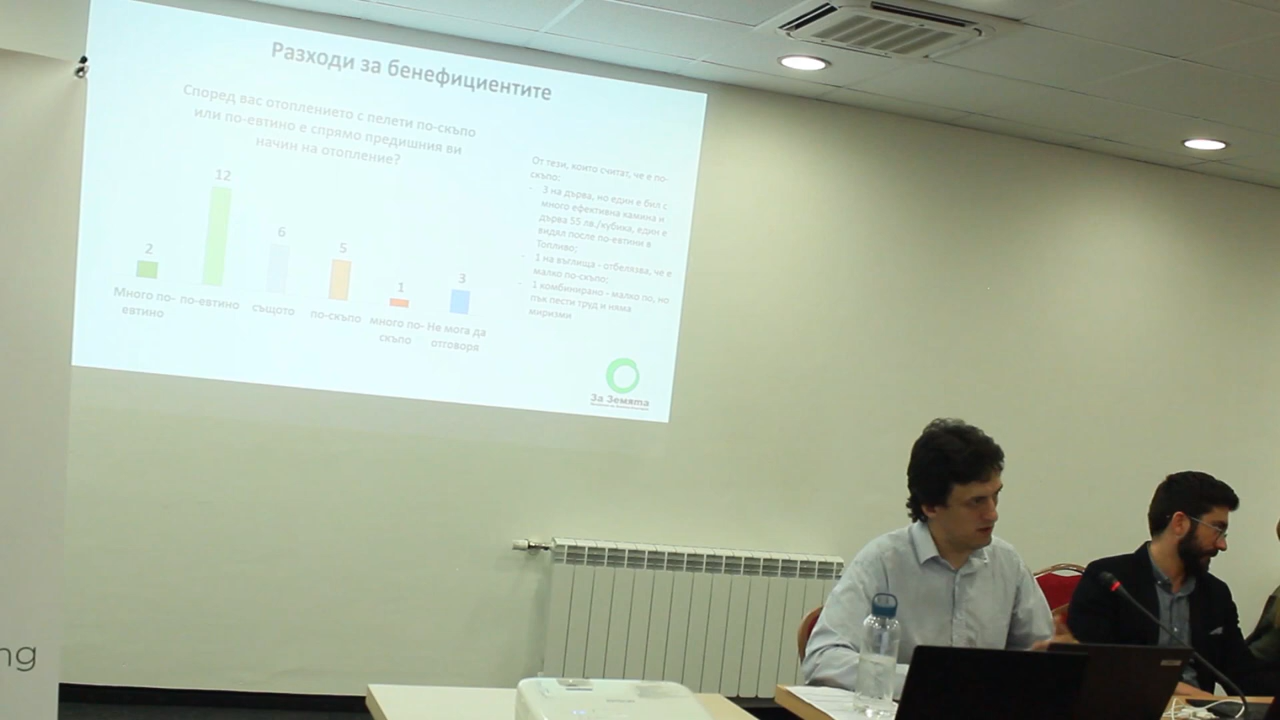 Разходи за бенефициентите
Според вас отоплението с пелети по-скъпо
или по-евтино е спрямо предишния ви
начин на отопление?
2
12
6
5
1
3
Много по-
евтино
по-евтино
същото
по-скъпо
много по-
скъпо
Не мога да
отговоря
От тези, които считат, че е по-
скъпо:
- 3 на дърва, но един е бил с
много ефективна камина и
дърва 55 лв./кубика, един е
видял после по-евтини в
Топливо;
- 1 на въглища - отбелязва, че е
малко по-скъпо;
- 1 комбинирано - малко по, но
пък пести труд и няма
миризми
За Земята
ng